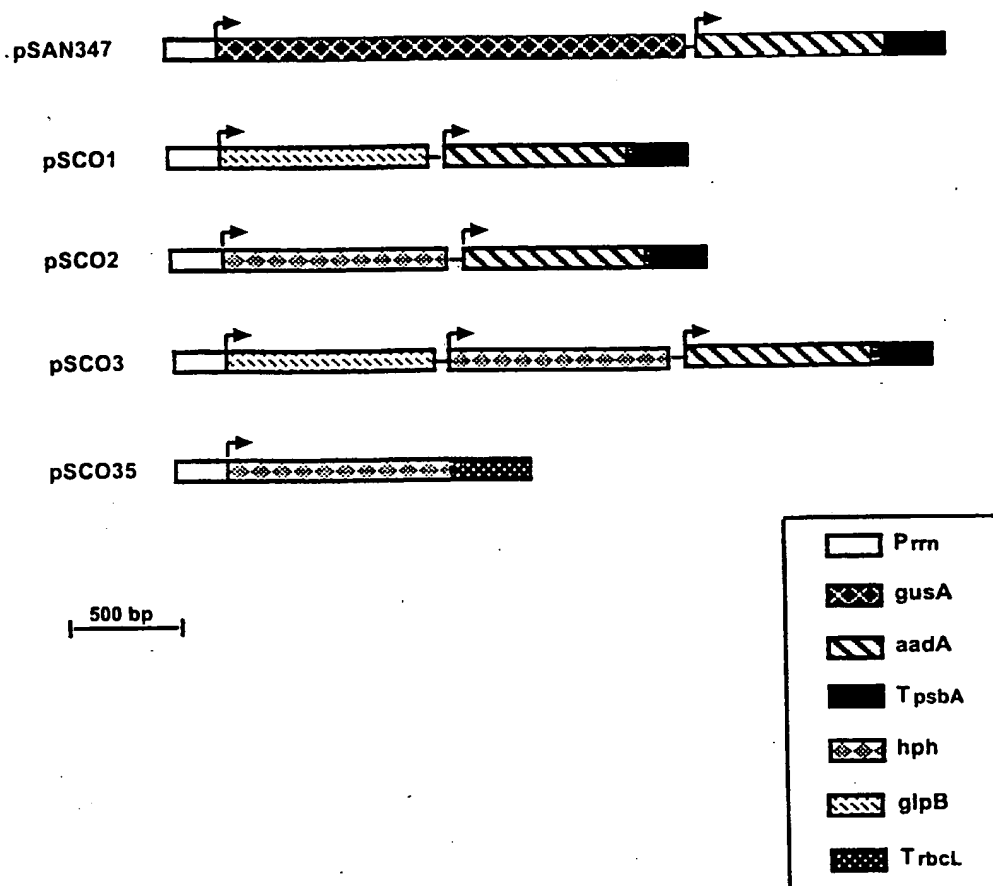 .pSAN347
pSCO1
pSCO2
pSCO3
pSCO35
500 bp
Prrn
gusA
aadA
TpsbA
hph
glpB
TrbcL